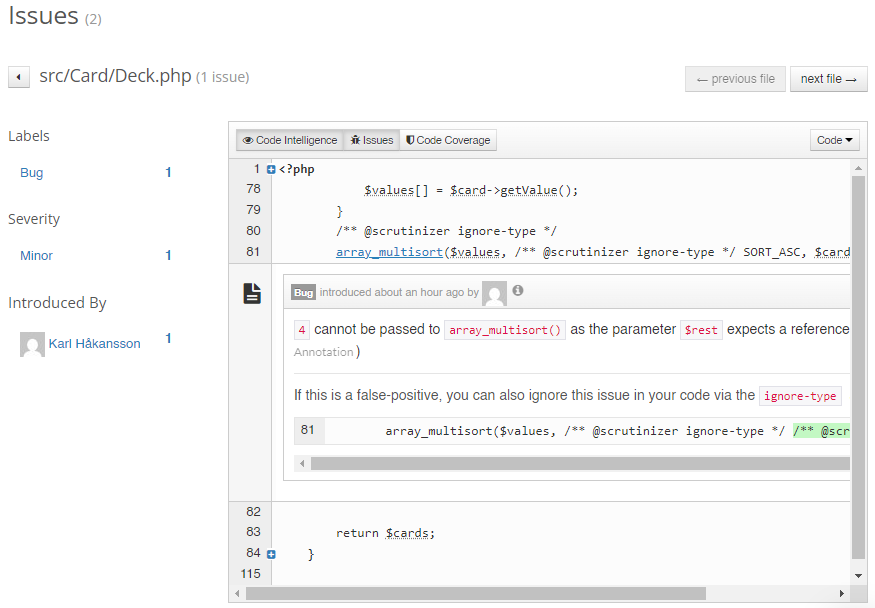 Issues (2)
src/Card/Deck.php (1 issue)
← previous file
next file →
Labels
Bug 1
Severity
Minor 1
Introduced By
Karl Håkansson 1
Code Intelligence
Issues
Code Coverage
Code
1 <?php
78 $values[] = $card->getValue();
79 }
80 /** @scrutinizer ignore-type */
81 array_multisort($values, /** @scrutinizer ignore-type */ SORT_ASC, $card
Bug introduced about an hour ago by
4 cannot be passed to array_multisort() as the parameter $rest expects a reference
Annotation )
If this is a false-positive, you can also ignore this issue in your code via the ignore-type
81 array_multisort($values, /** @scrutinizer ignore-type */ /** @scr
82
83 return $cards;
84 }
115